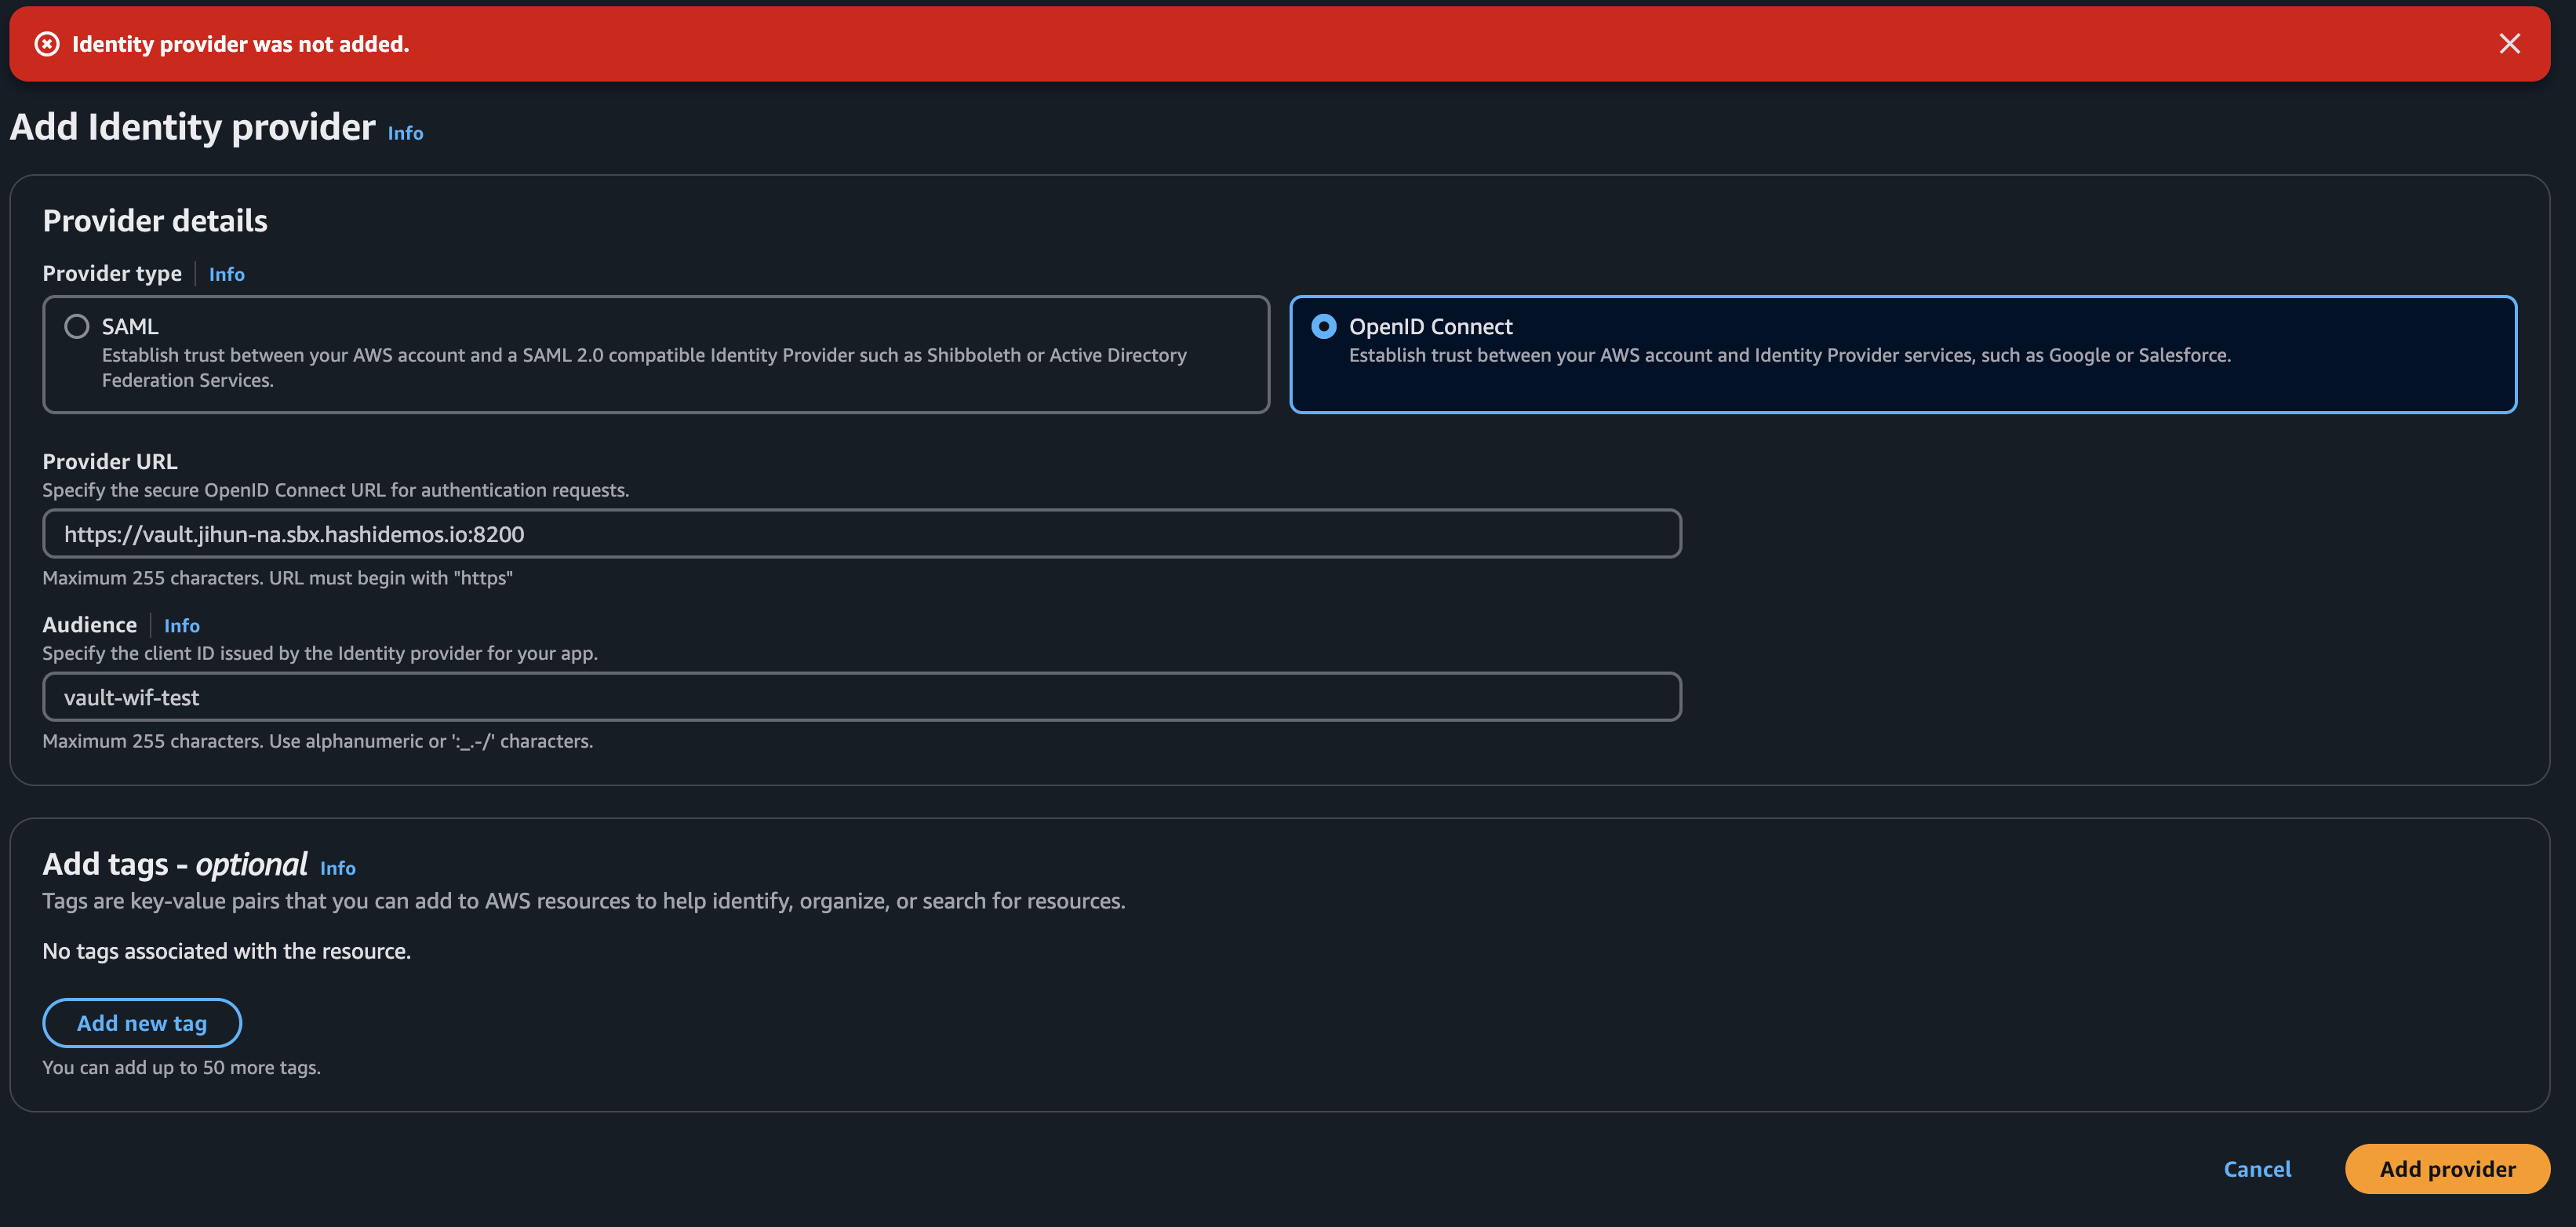 Identity provider was not added.
Add Identity provider Info
Provider details
Provider type Info
SAML
Establish trust between your AWS account and a SAML 2.0 compatible Identity Provider such as Shibboleth or Active Directory
Federation Services.
OpenID Connect
Establish trust between your AWS account and Identity Provider services, such as Google or Salesforce.
Provider URL
Specify the secure OpenID Connect URL for authentication requests.
https://vault.jihun-na.sbx.hashidemos.io:8200
Maximum 255 characters. URL must begin with "https"
Audience Info
Specify the client ID issued by the Identity provider for your app.
vault-wif-test
Maximum 255 characters. Use alphanumeric or ':_.-/' characters.
Add tags - optional Info
Tags are key-value pairs that you can add to AWS resources to help identify, organize, or search for resources.
No tags associated with the resource.
Add new tag
You can add up to 50 more tags.
Cancel
Add provider